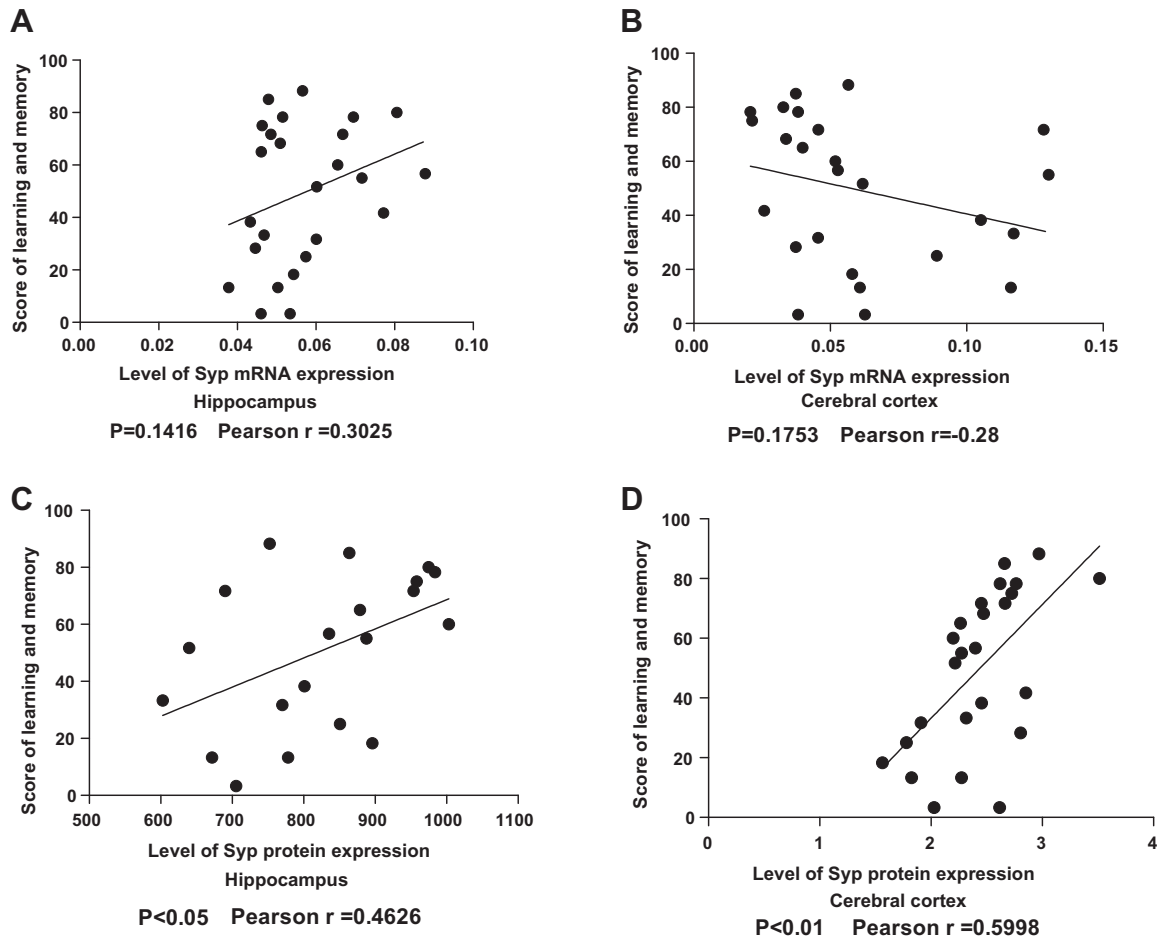 A
Score of learning and memory
100
80
60
40
20
0
0.00 0.02 0.04 0.06 0.08 0.10
Level of Syp mRNA expression
Hippocampus
P=0.1416 Pearson r =0.3025
B
Score of learning and memory
100
80
60
40
20
0
0.00 0.05 0.10 0.15
Level of Syp mRNA expression
Cerebral cortex
P=0.1753 Pearson r=-0.28
C
Score of learning and memory
100
80
60
40
20
0
500 600 700 800 900 1000 1100
Level of Syp protein expression
Hippocampus
P<0.05 Pearson r =0.4626
D
Score of learning and memory
100
80
60
40
20
0
0 1 2 3 4
Level of Syp protein expression
Cerebral cortex
P<0.01 Pearson r =0.5998